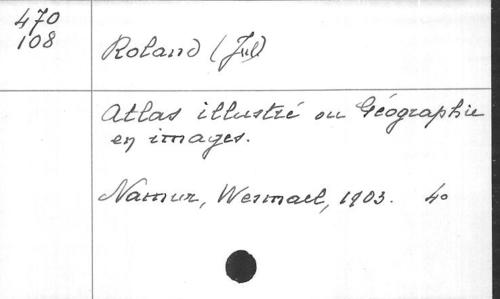 470
108
Roland (Jul)
Atlas illustré ou Géographie
en images.
Namur, Wesmael, 1903. 4o